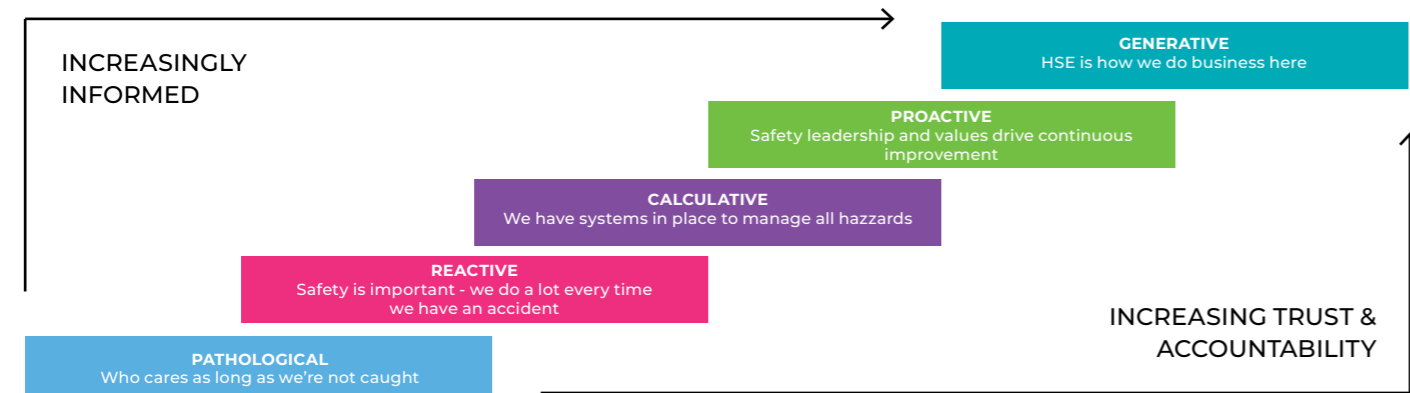 INCREASINGLY
INFORMED
GENERATIVE
HSE is how we do business here
PROACTIVE
Safety leadership and values drive continuous
improvement
CALCULATIVE
We have systems in place to manage all hazzards
REACTIVE
Safety is important - we do a lot every time
we have an accident
INCREASING TRUST &
ACCOUNTABILITY
PATHOLOGICAL
Who cares as long as we’re not caught